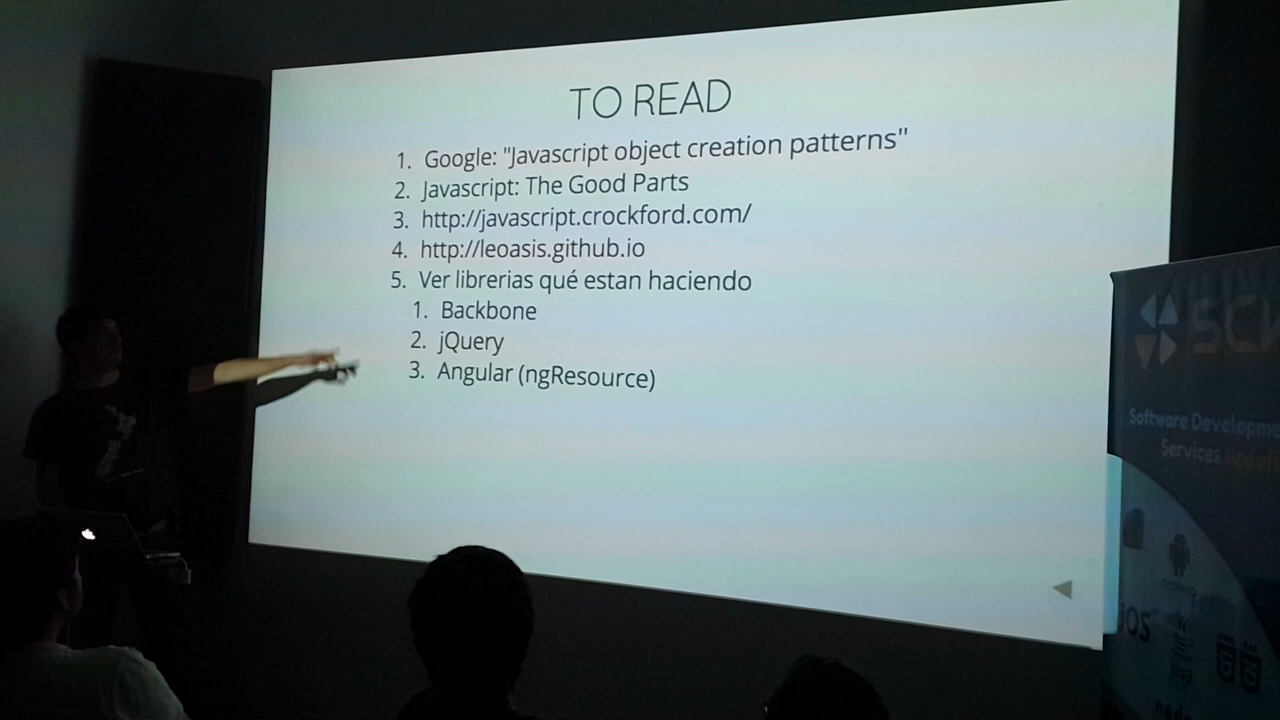 TO READ
1. Google: "Javascript object creation patterns"
2. Javascript: The Good Parts
3. http://javascript.crockford.com/
4. http://leoasis.github.io
5. Ver librerias qué estan haciendo
1. Backbone
2. jQuery
3. Angular (ngResource)
Software
Services
iOS
Java